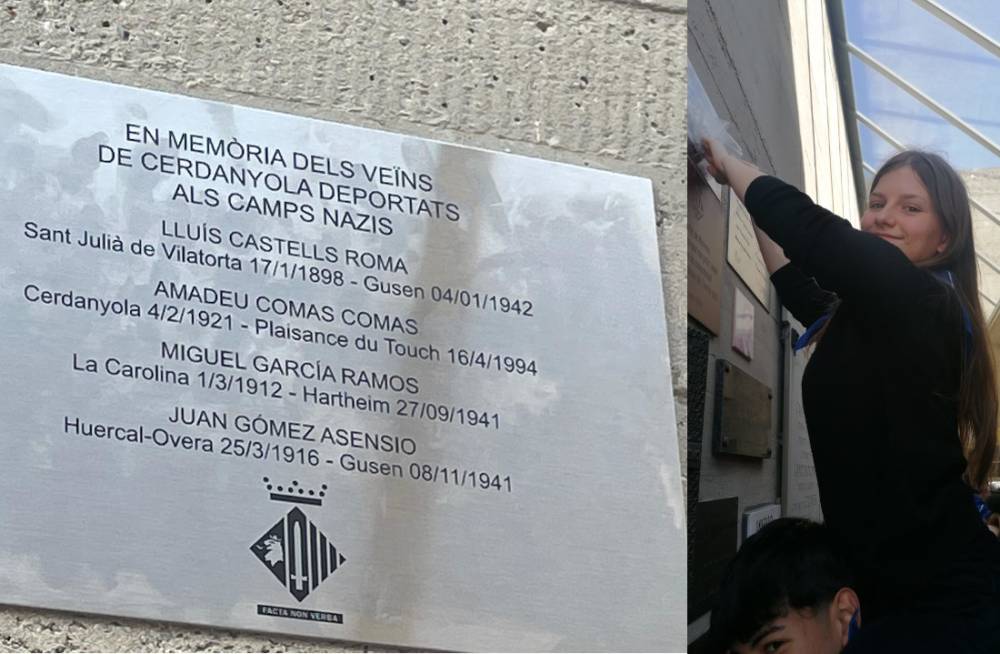 EN MEMÒRIA DELS VEÏNS
DE CERDANYOLA DEPORTATS
ALS CAMPS NAZIS
LLUÍS CASTELLS ROMA
Sant Julià de Vilatorta 17/1/1898 - Gusen 04/01/1942
AMADEU COMAS COMAS
Cerdanyola 4/2/1921 - Plaisance du Touch 16/4/1994
MIGUEL GARCÍA RAMOS
La Carolina 1/3/1912 - Hartheim 27/09/1941
JUAN GÓMEZ ASENSIO
Huercal-Overa 25/3/1916 - Gusen 08/11/1941
FACTA NON VERBA